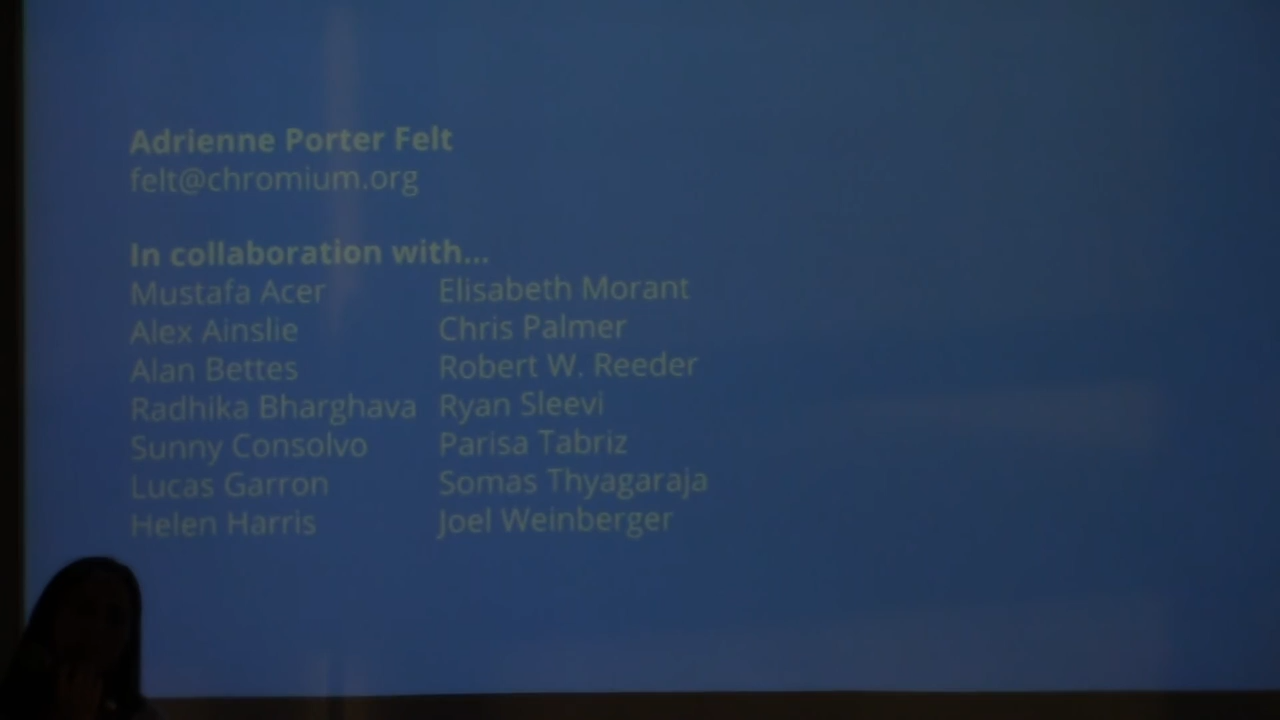 Adrienne Porter Felt
felt@chromium.org
In collaboration with...
Mustafa Acer
Alex Ainslie
Alan Bettes
Radhika Bharghava
Sunny Consolvo
Lucas Garron
Helen Harris
Elisabeth Morant
Chris Palmer
Robert W. Reeder
Ryan Sleevi
Parisa Tabriz
Somas Thyagaraja
Joel Weinberger